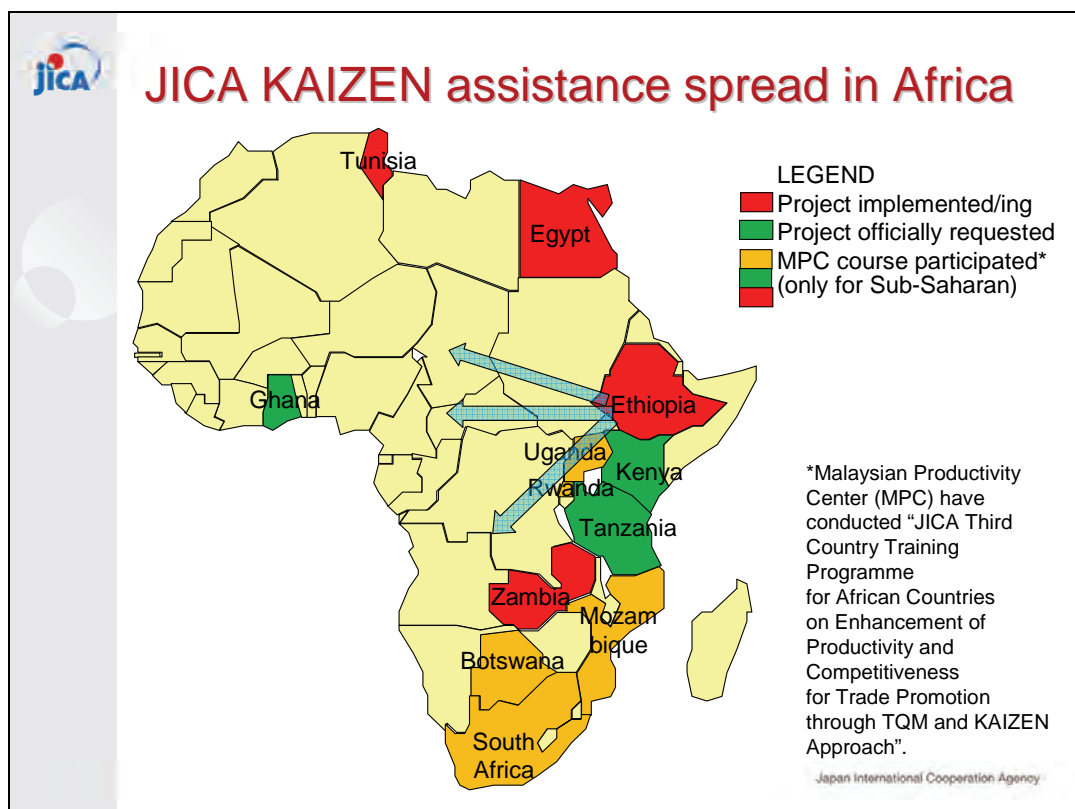 jica
JICA KAIZEN assistance spread in Africa
LEGEND
Project implemented/ing
Project officially requested
MPC course participated*
(only for Sub-Saharan)
Tunisia
Egypt
Ghana
Ethiopia
Uganda
Kenya
Rwanda
Tanzania
Zambia
Mozam
bique
Botswana
South
Africa
*Malaysian Productivity
Center (MPC) have
conducted “JICA Third
Country Training
Programme
for African Countries
on Enhancement of
Productivity and
Competitiveness
for Trade Promotion
through TQM and KAIZEN
Approach”.
Japan International Cooperation Agency